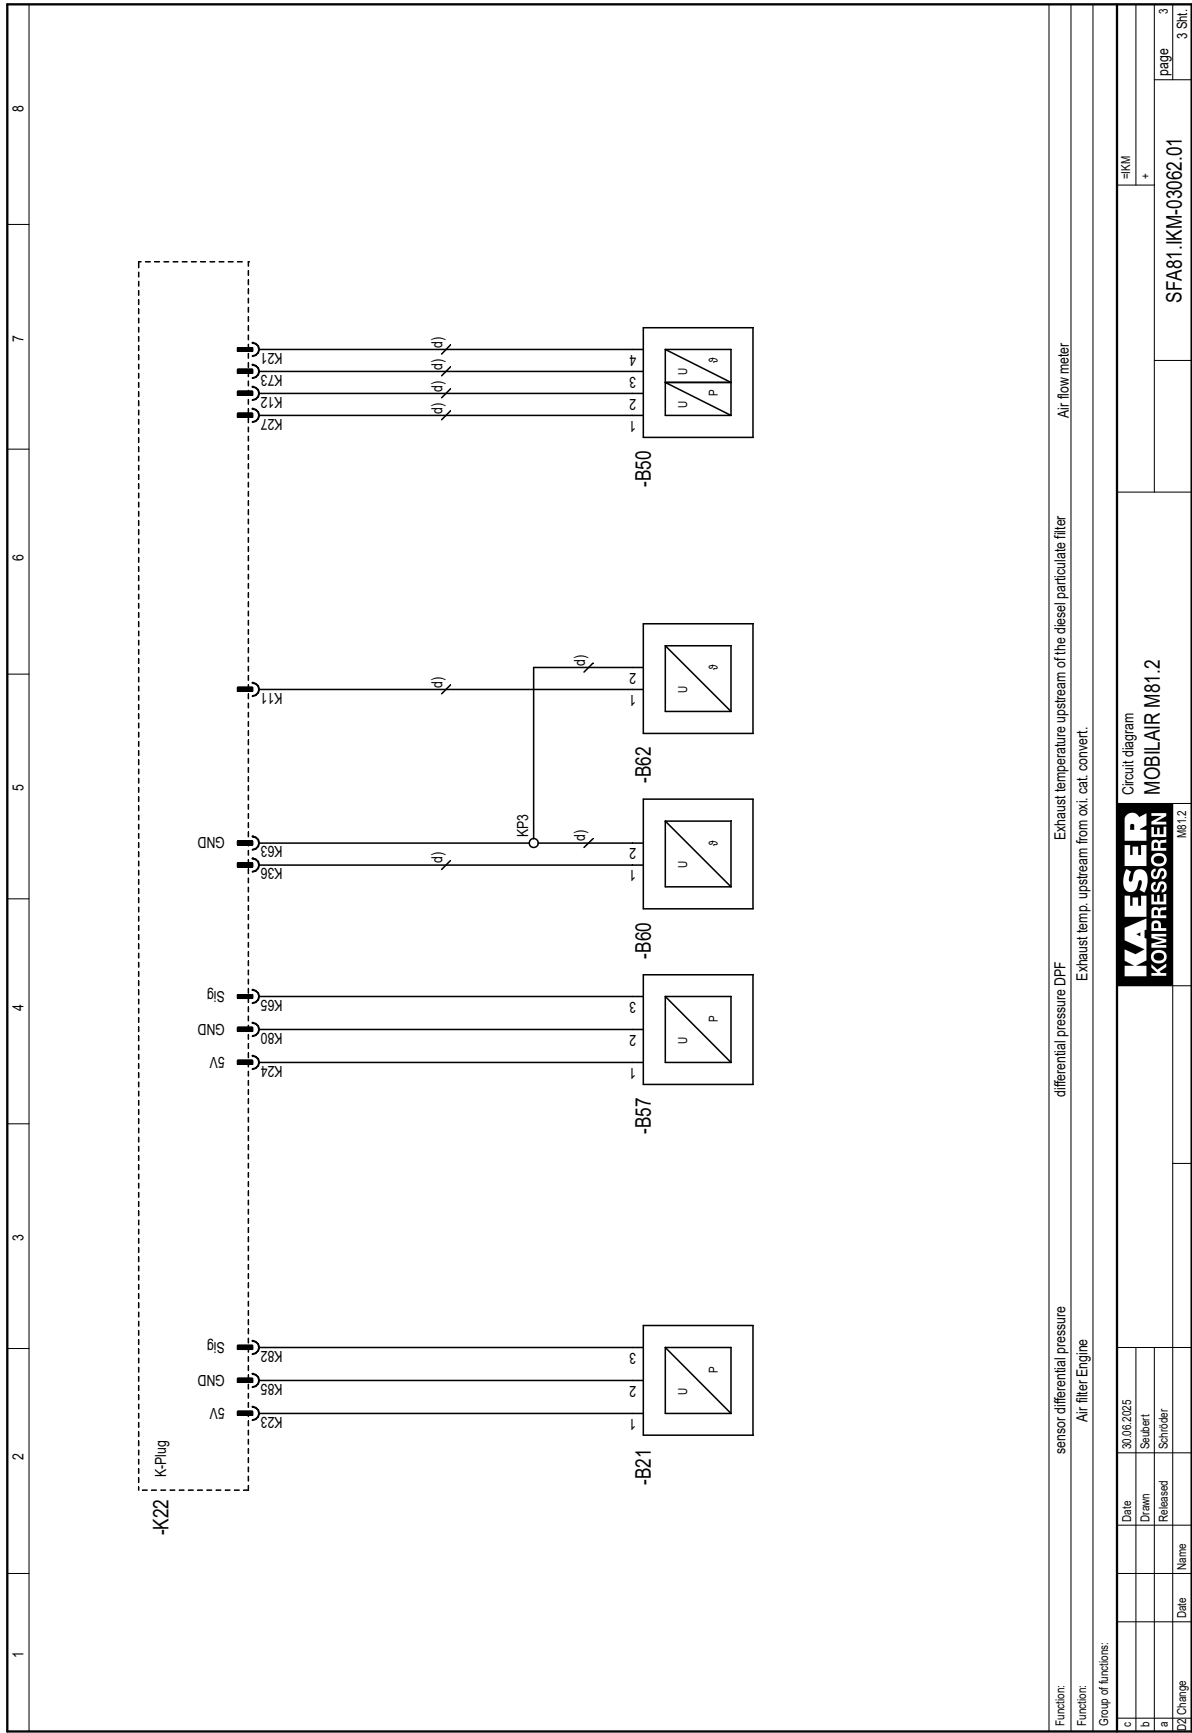 1 2 3 4 5 6 7 8
-K22
K-Plug
5V GND Sig 5V GND Sig GND
K23 K85 K82 K24 K80 K65 K36 K63 K11 K27 K12 K73 K21
d) d) d) d) d) d)
KP3
d) d)
1 2 3 1 2 3 1 2 1 2 1 2 3 4
-B21 -B57 -B60 -B62 -B50
U P U P U ϑ U ϑ U P U ϑ
Function: sensor differential pressure differential pressure DPF Exhaust temperature upstream of the diesel particulate filter Air flow meter
Function: Air filter Engine Exhaust temp. upstream from oxi. cat. convert.
Group of functions:
c Date 30.06.2025 KAESER Circuit diagram =IKM
b Drawn Seubert KOMPRESSOREN MOBILAIR M81.2 +
a Released Schröder SFA81.IKM-03062.01 page 3
D2 Change Date Name M81.2 3 Sht.